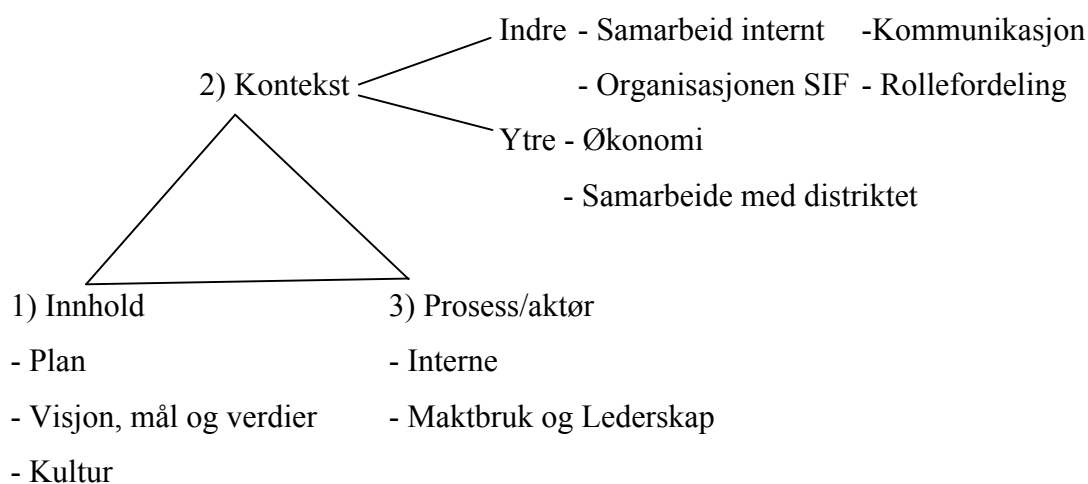 Indre - Samarbeid internt -Kommunikasjon
2) Kontekst - Organisasjonen SIF - Rollefordeling
Ytre - Økonomi
- Samarbeide med distriktet
1) Innhold 3) Prosess/aktør
- Plan - Interne
- Visjon, mål og verdier - Maktbruk og Lederskap
- Kultur